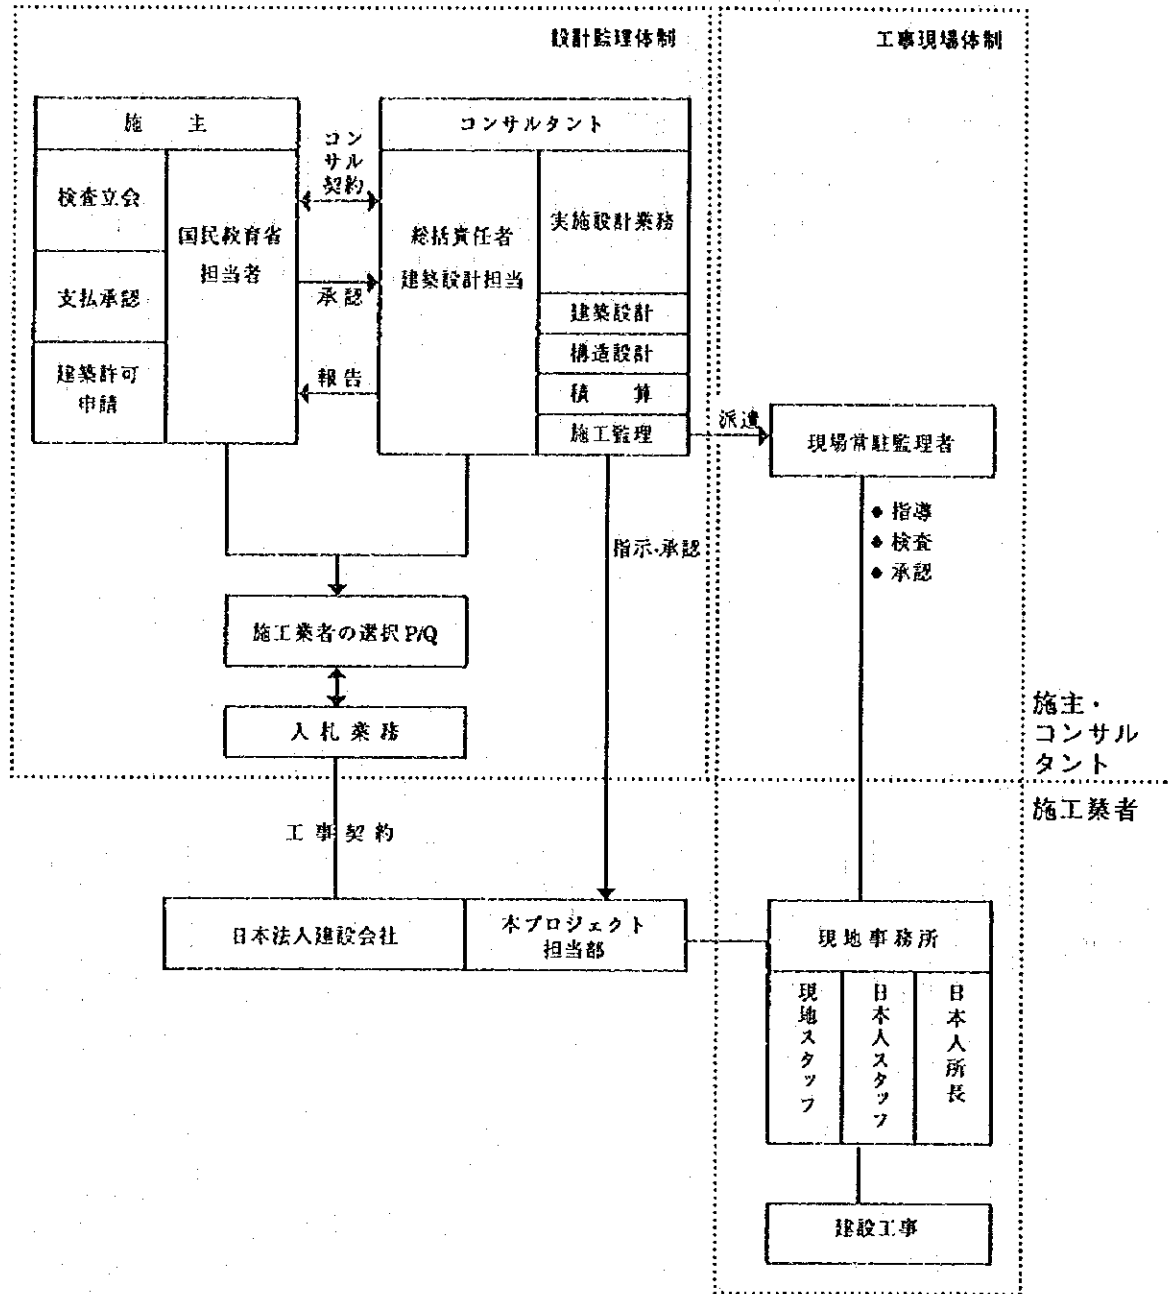 設計監理体制
工事現場体制
施　主
検査立会
支払承認
建築許可
申請
国民教育省
担当者
コン
サル
契約
承認
報告
コンサルタント
総括責任者
建築設計担当
実施設計業務
建築設計
構造設計
積　算
施工監理
派遣
現場常駐監理者
● 指導
● 検査
● 承認
指示・承認
施工業者の選択 P/Q
入札業務
施主・
コンサル
タント
施工業者
工事契約
日本法人建設会社
本プロジェクト
担当部
現地事務所
現地スタッフ
日本人スタッフ
日本人所長
建設工事